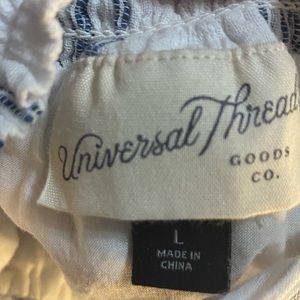 Universal Thread
GOODS
CO.
L
MADE IN
CHINA